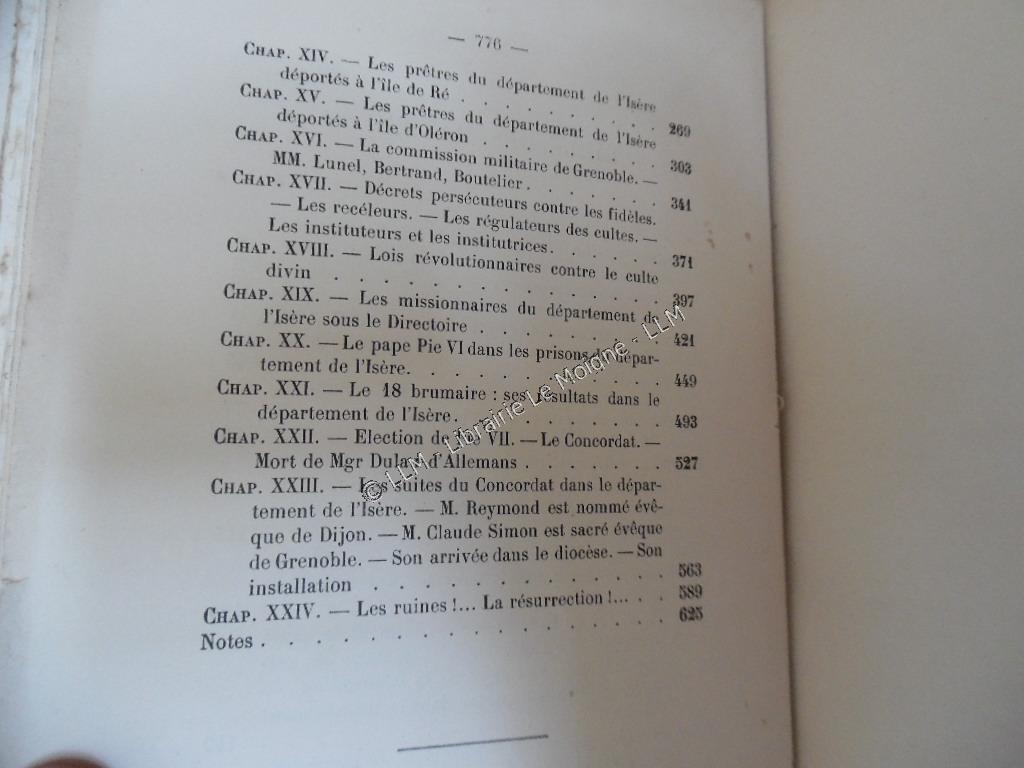 — 776 —
CHAP. XIV. — Les prêtres du département de l'Isère
déportés à l'île de Ré . . . . . . . . . 269
CHAP. XV. — Les prêtres du département de l'Isère
déportés à l'île d'Oléron . . . . . . . . 303
CHAP. XVI. — La commission militaire de Grenoble. —
MM. Lunel, Bertrand, Boutelier . . . . . . 341
CHAP. XVII. — Décrets persécuteurs contre les fidèles.
— Les recéleurs. — Les régulateurs des cultes. —
Les instituteurs et les institutrices. . . . . . 371
CHAP. XVIII. — Lois révolutionnaires contre le culte
divin . . . . . . . . . . . . . . 397
CHAP. XIX. — Les missionnaires du département de
l'Isère sous le Directoire . . . . . . . . 421
CHAP. XX. — Le pape Pie VI dans les prisons du dépar-
tement de l'Isère. . . . . . . . . . . 449
CHAP. XXI. — Le 18 brumaire : ses résultats dans le
département de l'Isère. . . . . . . . . 493
CHAP. XXII. — Election de Pie VII. — Le Concordat. —
Mort de Mgr Dulau d'Allemans . . . . . . 527
CHAP. XXIII. — Les suites du Concordat dans le dépar-
tement de l'Isère. — M. Reymond est nommé évê-
que de Dijon. — M. Claude Simon est sacré évêque
de Grenoble. — Son arrivée dans le diocèse. — Son
installation . . . . . . . . . . . . 563
CHAP. XXIV. — Les ruines !... La résurrection !... . . 589
Notes . . . . . . . . . . . . . . . 625
© LLM - Librairie Le Moigne - LLM